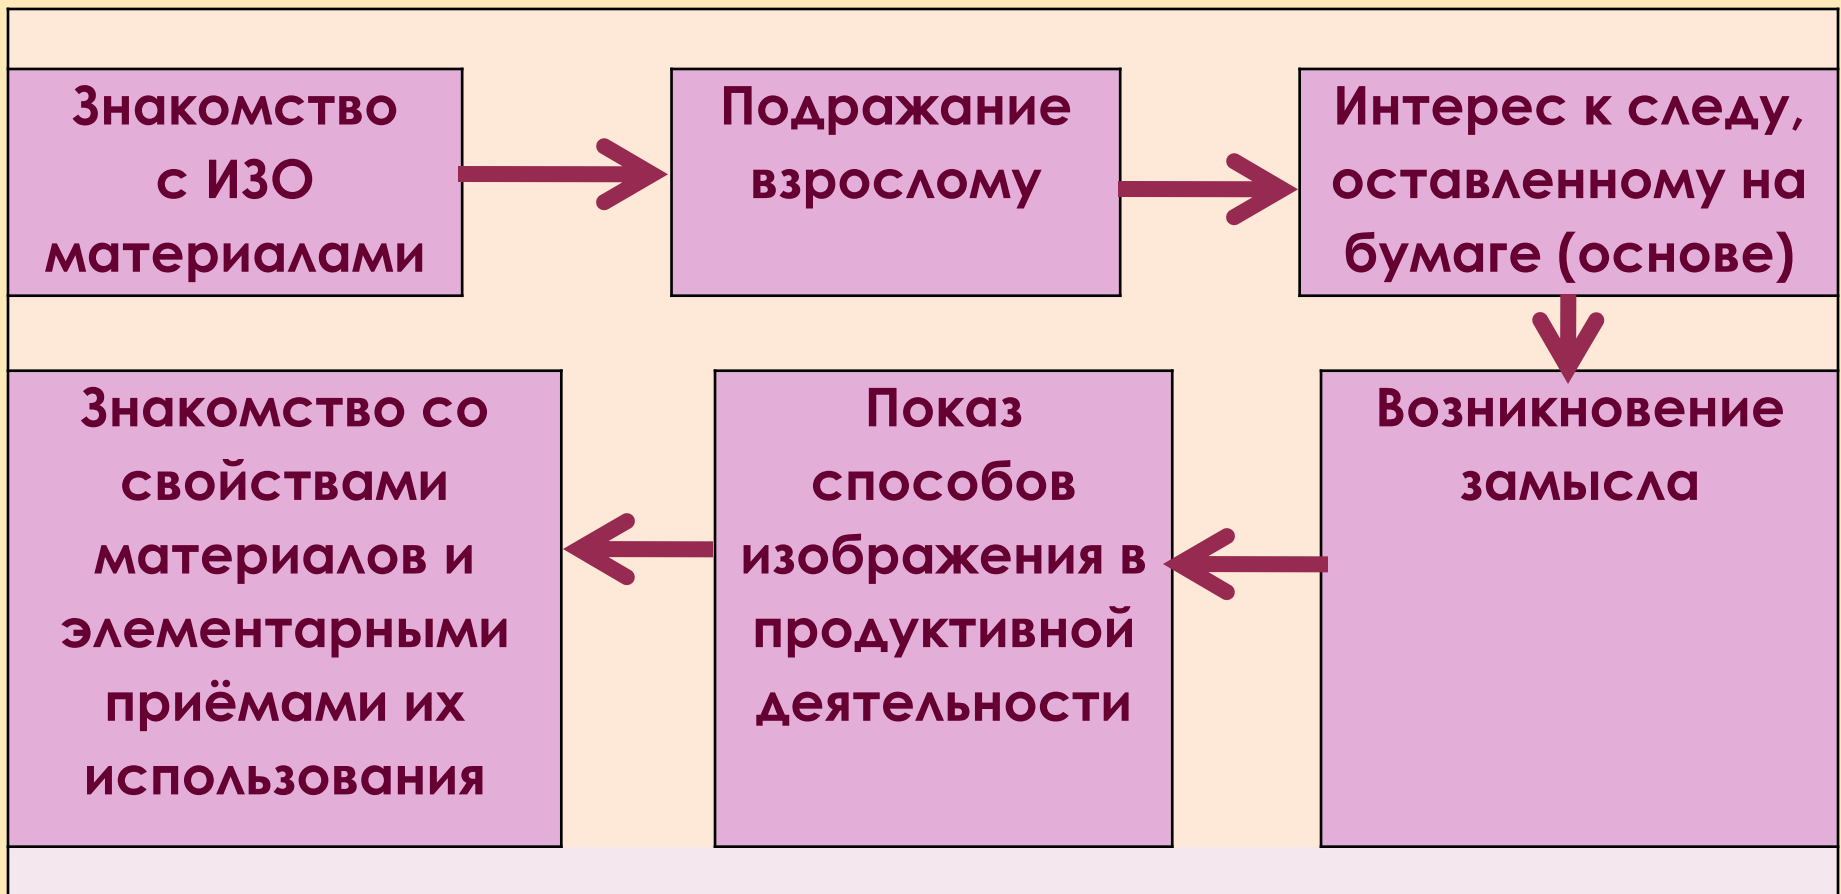 Знакомство
с ИЗО
материалами
Подражание
взрослому
Интерес к следу,
оставленному на
бумаге (основе)
Знакомство со
свойствами
материалов и
элементарными
приёмами их
использования
Показ
способов
изображения в
продуктивной
деятельности
Возникновение
замысла